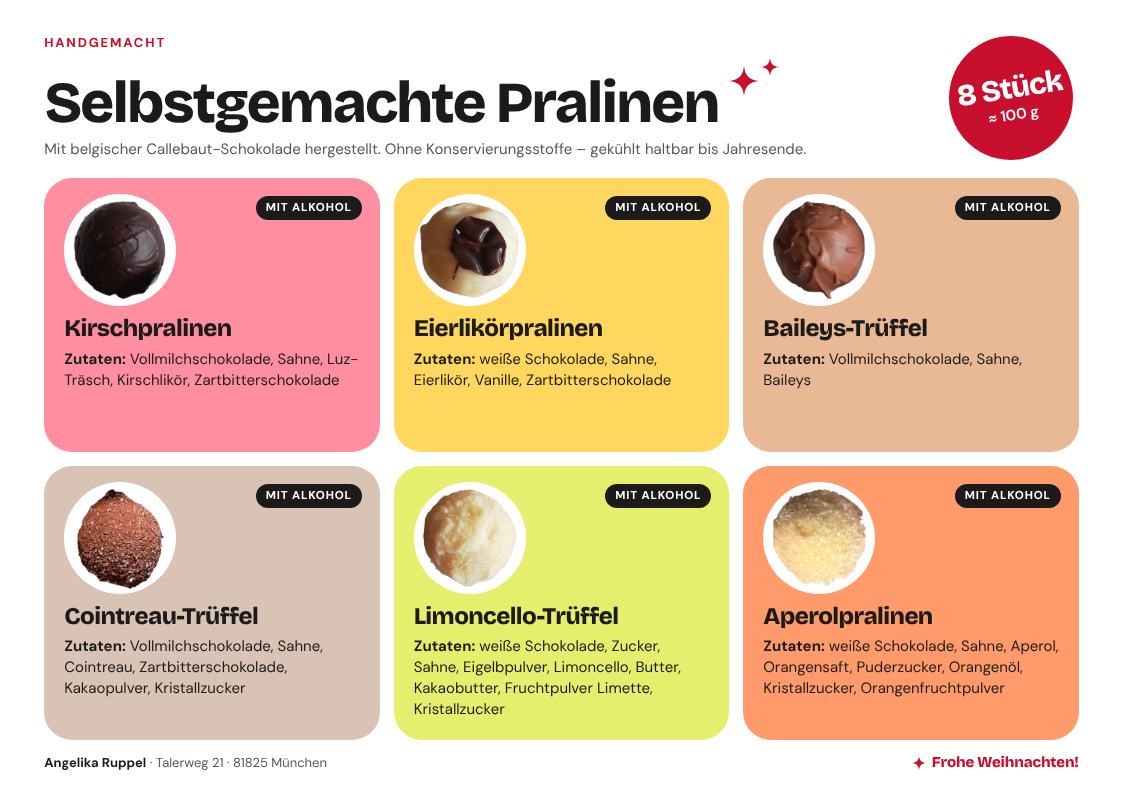 HANDGEMACHT
Selbstgemachte Pralinen
8 Stück
≈ 100 g
Mit belgischer Callebaut-Schokolade hergestellt. Ohne Konservierungsstoffe – gekühlt haltbar bis Jahresende.
MIT ALKOHOL
Kirschpralinen
Zutaten: Vollmilchschokolade, Sahne, Luz-
Träsch, Kirschlikör, Zartbitterschokolade
MIT ALKOHOL
Eierlikörpralinen
Zutaten: weiße Schokolade, Sahne,
Eierlikör, Vanille, Zartbitterschokolade
MIT ALKOHOL
Baileys-Trüffel
Zutaten: Vollmilchschokolade, Sahne,
Baileys
MIT ALKOHOL
Cointreau-Trüffel
Zutaten: Vollmilchschokolade, Sahne,
Cointreau, Zartbitterschokolade,
Kakaopulver, Kristallzucker
MIT ALKOHOL
Limoncello-Trüffel
Zutaten: weiße Schokolade, Zucker,
Sahne, Eigelbpulver, Limoncello, Butter,
Kakaobutter, Fruchtpulver Limette,
Kristallzucker
MIT ALKOHOL
Aperolpralinen
Zutaten: weiße Schokolade, Sahne, Aperol,
Orangensaft, Puderzucker, Orangenöl,
Kristallzucker, Orangenfruchtpulver
Angelika Ruppel · Talerweg 21 · 81825 München
Frohe Weihnachten!